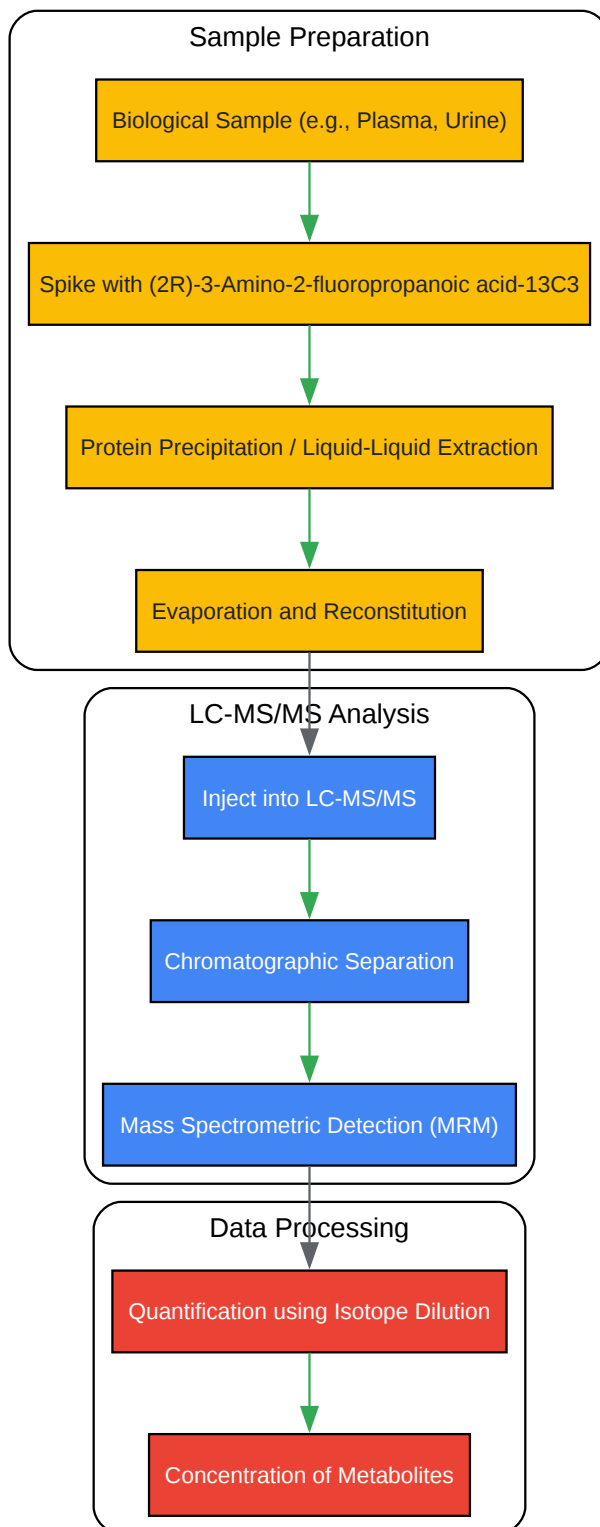 Sample Preparation
Biological Sample (e.g., Plasma, Urine)
Spike with (2R)-3-Amino-2-fluoropropanoic acid-13C3
Protein Precipitation / Liquid-Liquid Extraction
Evaporation and Reconstitution
LC-MS/MS Analysis
Inject into LC-MS/MS
Chromatographic Separation
Mass Spectrometric Detection (MRM)
Data Processing
Quantification using Isotope Dilution
Concentration of Metabolites